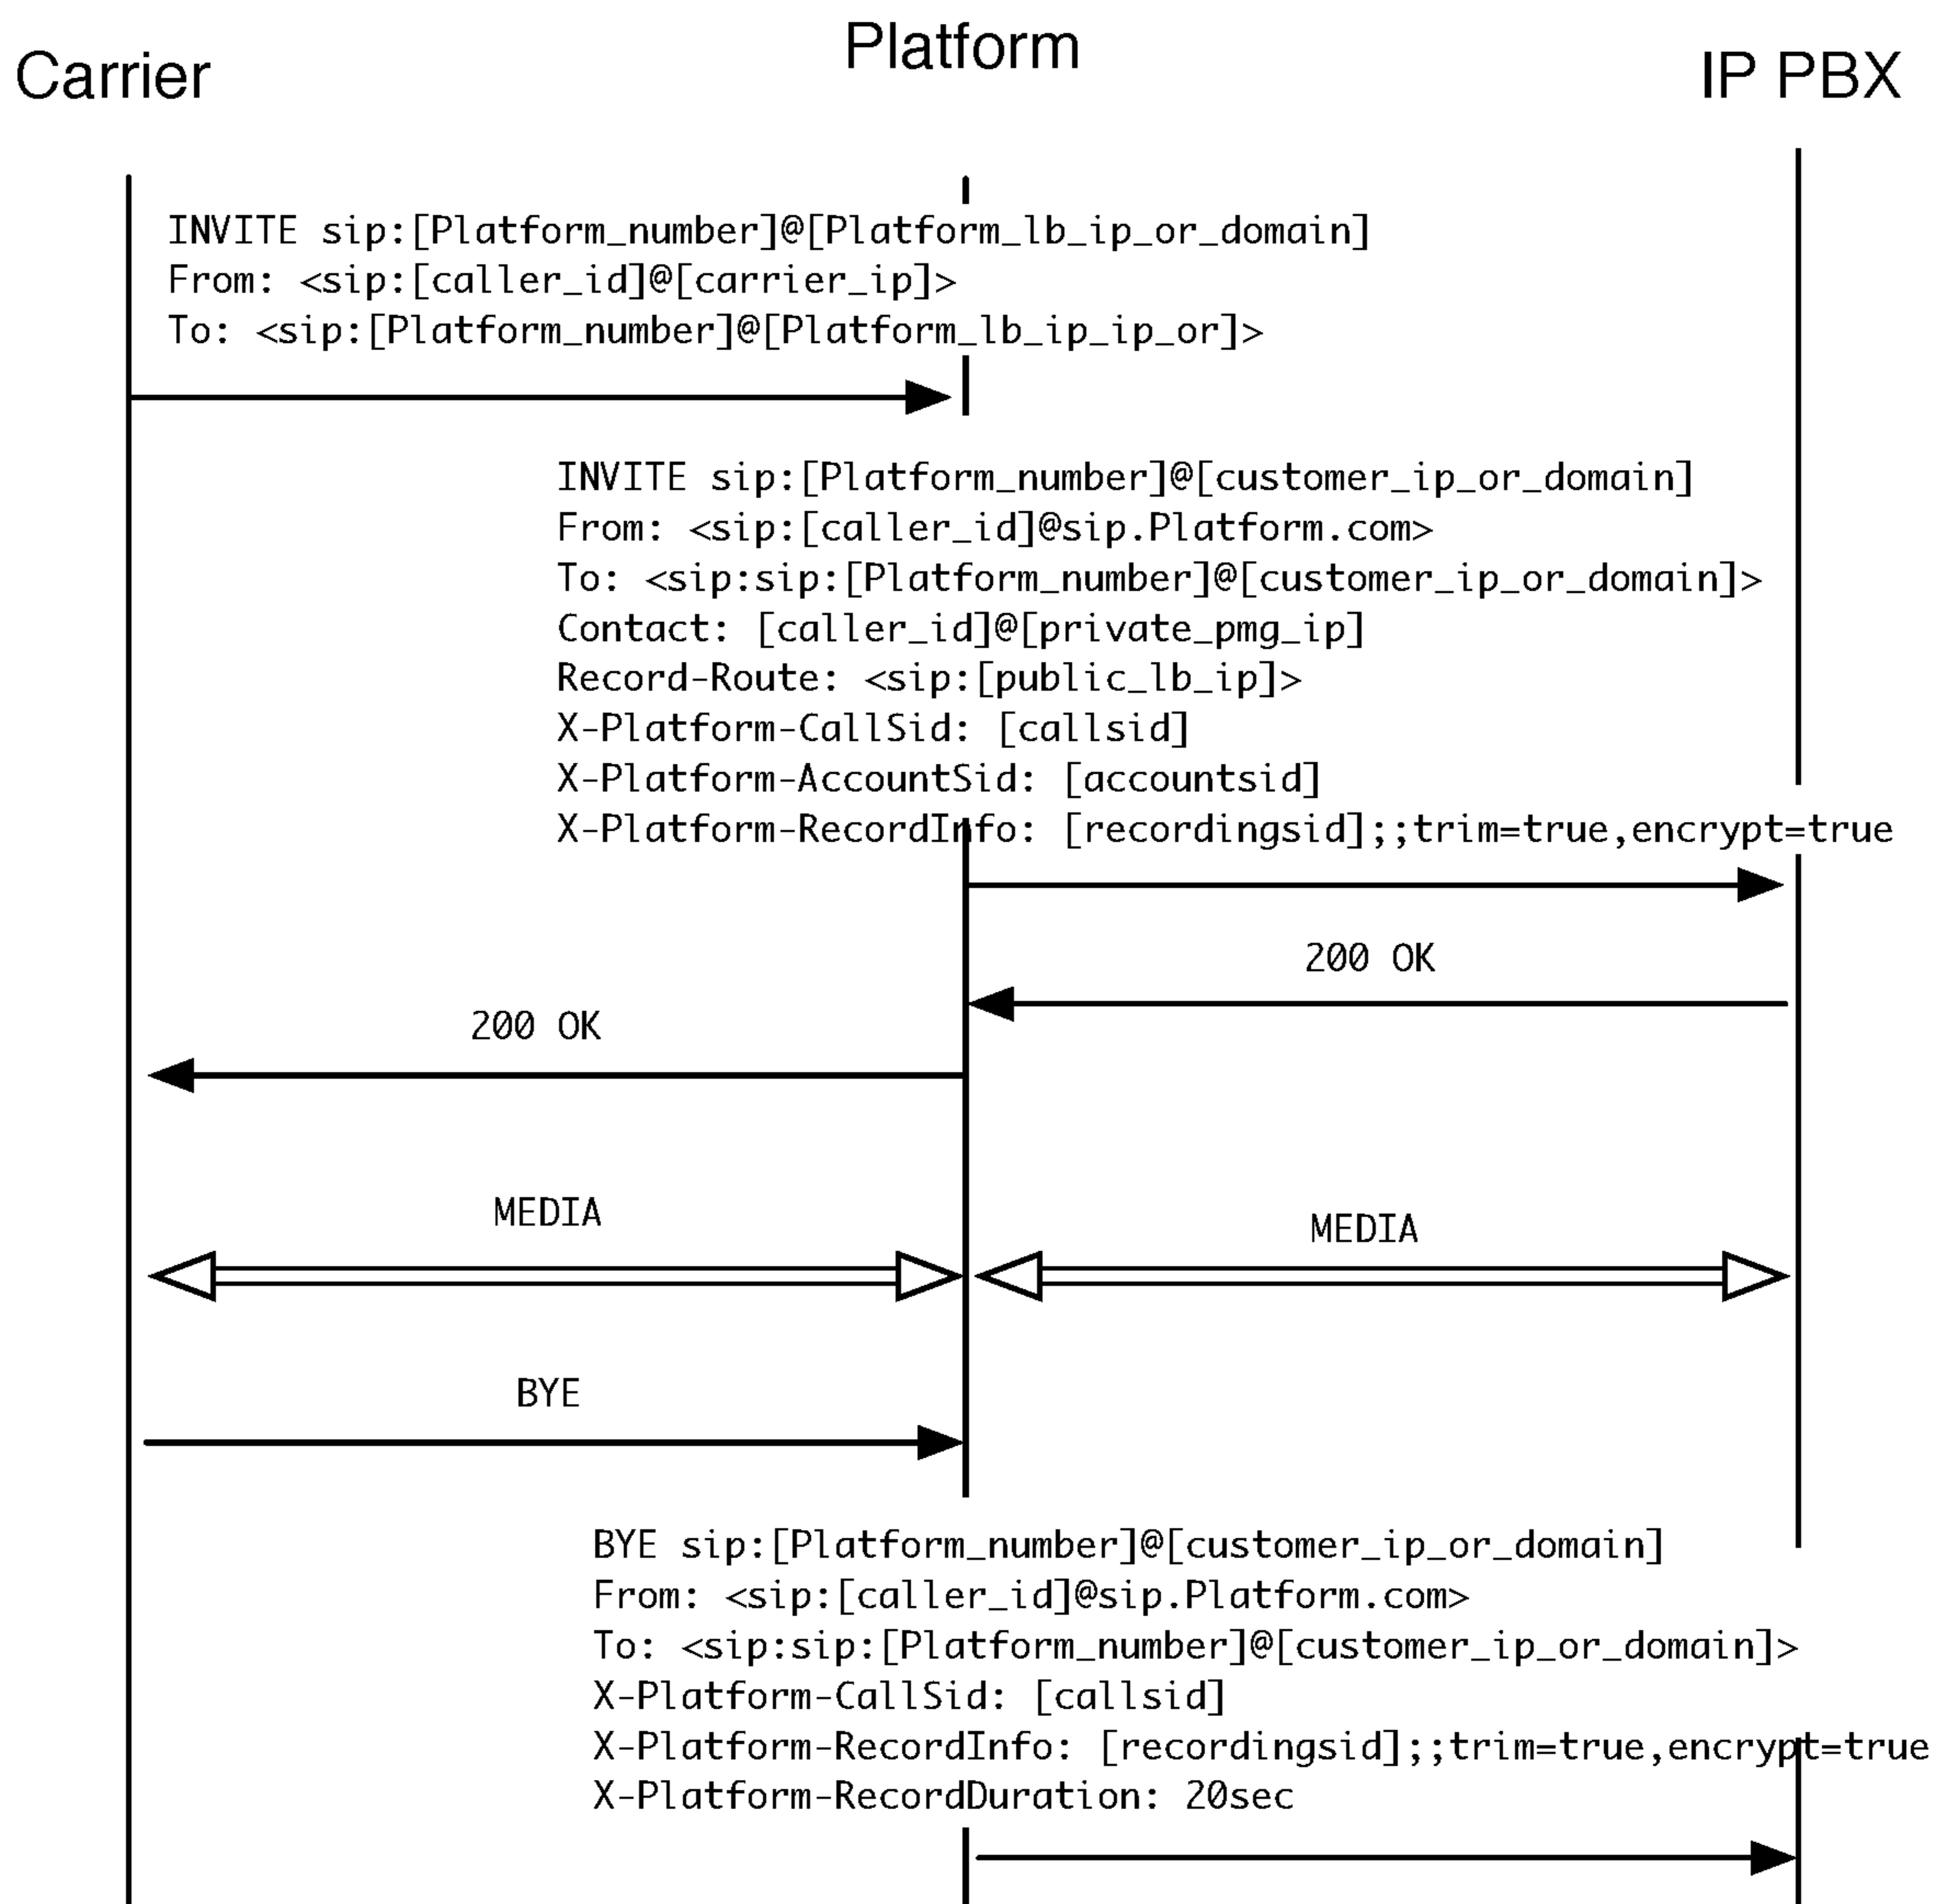 Carrier
Platform
IP PBX
INVITE sip:[Platform_number]@[Platform_lb_ip_or_domain]
From: <sip:[caller_id]@[carrier_ip]>
To: <sip:[Platform_number]@[Platform_lb_ip_ip_or]>
INVITE sip:[Platform_number]@[customer_ip_or_domain]
From: <sip:[caller_id]@sip.Platform.com>
To: <sip:sip:[Platform_number]@[customer_ip_or_domain]>
Contact: [caller_id]@[private_pmg_ip]
Record-Route: <sip:[public_lb_ip]>
X-Platform-CallSid: [callsid]
X-Platform-AccountSid: [accountsid]
X-Platform-RecordInfo: [recordingsid];;trim=true,encrypt=true
200 OK
200 OK
MEDIA
MEDIA
BYE
BYE sip:[Platform_number]@[customer_ip_or_domain]
From: <sip:[caller_id]@sip.Platform.com>
To: <sip:sip:[Platform_number]@[customer_ip_or_domain]>
X-Platform-CallSid: [callsid]
X-Platform-RecordInfo: [recordingsid];;trim=true,encrypt=true
X-Platform-RecordDuration: 20sec